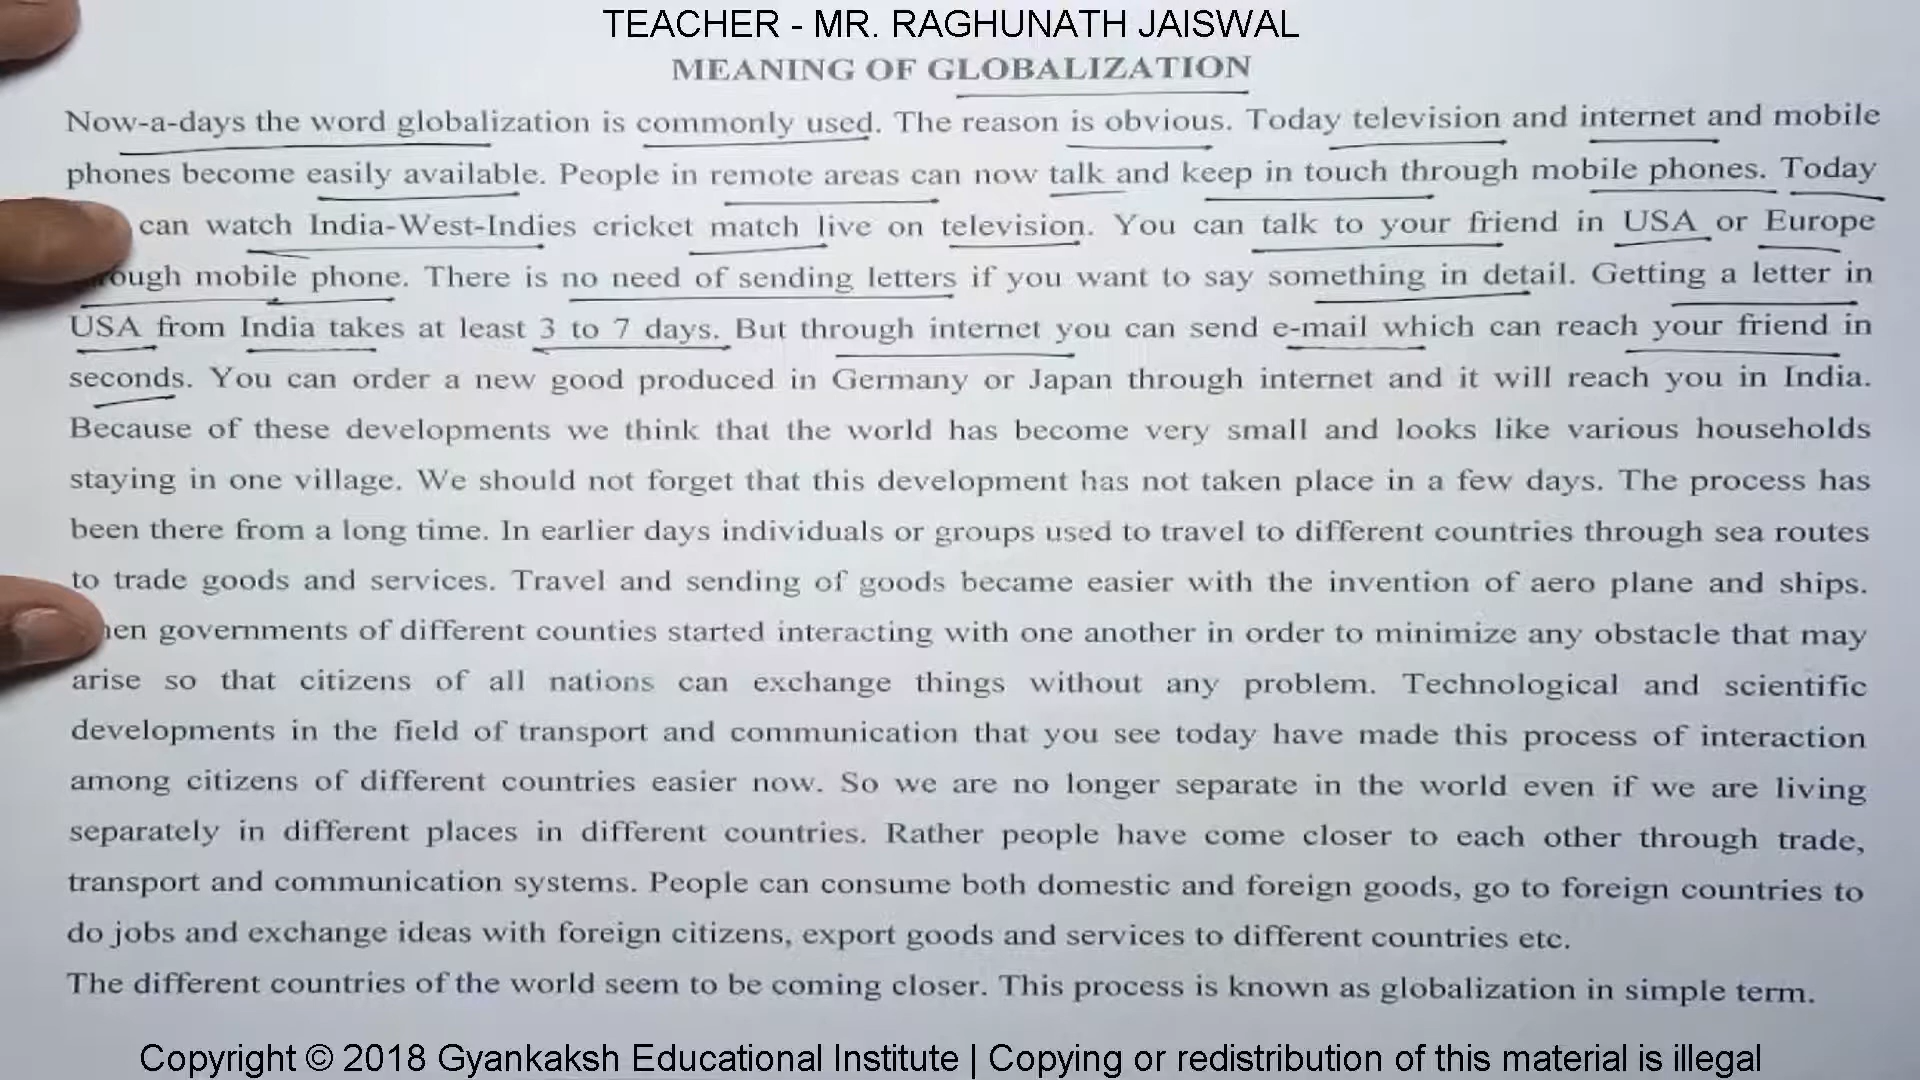 TEACHER - MR. RAGHUNATH JAISWAL
MEANING OF GLOBALIZATION
Now-a-days the word globalization is commonly used. The reason is obvious. Today television and internet and mobile
phones become easily available. People in remote areas can now talk and keep in touch through mobile phones. Today
can watch India-West-Indies cricket match live on television. You can talk to your friend in USA or Europe
ough mobile phone. There is no need of sending letters if you want to say something in detail. Getting a letter in
USA from India takes at least 3 to 7 days. But through internet you can send e-mail which can reach your friend in
seconds. You can order a new good produced in Germany or Japan through internet and it will reach you in India.
Because of these developments we think that the world has become very small and looks like various households
staying in one village. We should not forget that this development has not taken place in a few days. The process has
been there from a long time. In earlier days individuals or groups used to travel to different countries through sea routes
to trade goods and services. Travel and sending of goods became easier with the invention of aero plane and ships.
hen governments of different counties started interacting with one another in order to minimize any obstacle that may
arise so that citizens of all nations can exchange things without any problem. Technological and scientific
developments in the field of transport and communication that you see today have made this process of interaction
among citizens of different countries easier now. So we are no longer separate in the world even if we are living
separately in different places in different countries. Rather people have come closer to each other through trade,
transport and communication systems. People can consume both domestic and foreign goods, go to foreign countries to
do jobs and exchange ideas with foreign citizens, export goods and services to different countries etc.
The different countries of the world seem to be coming closer. This process is known as globalization in simple term.
Copyright © 2018 Gyankaksh Educational Institute | Copying or redistribution of this material is illegal